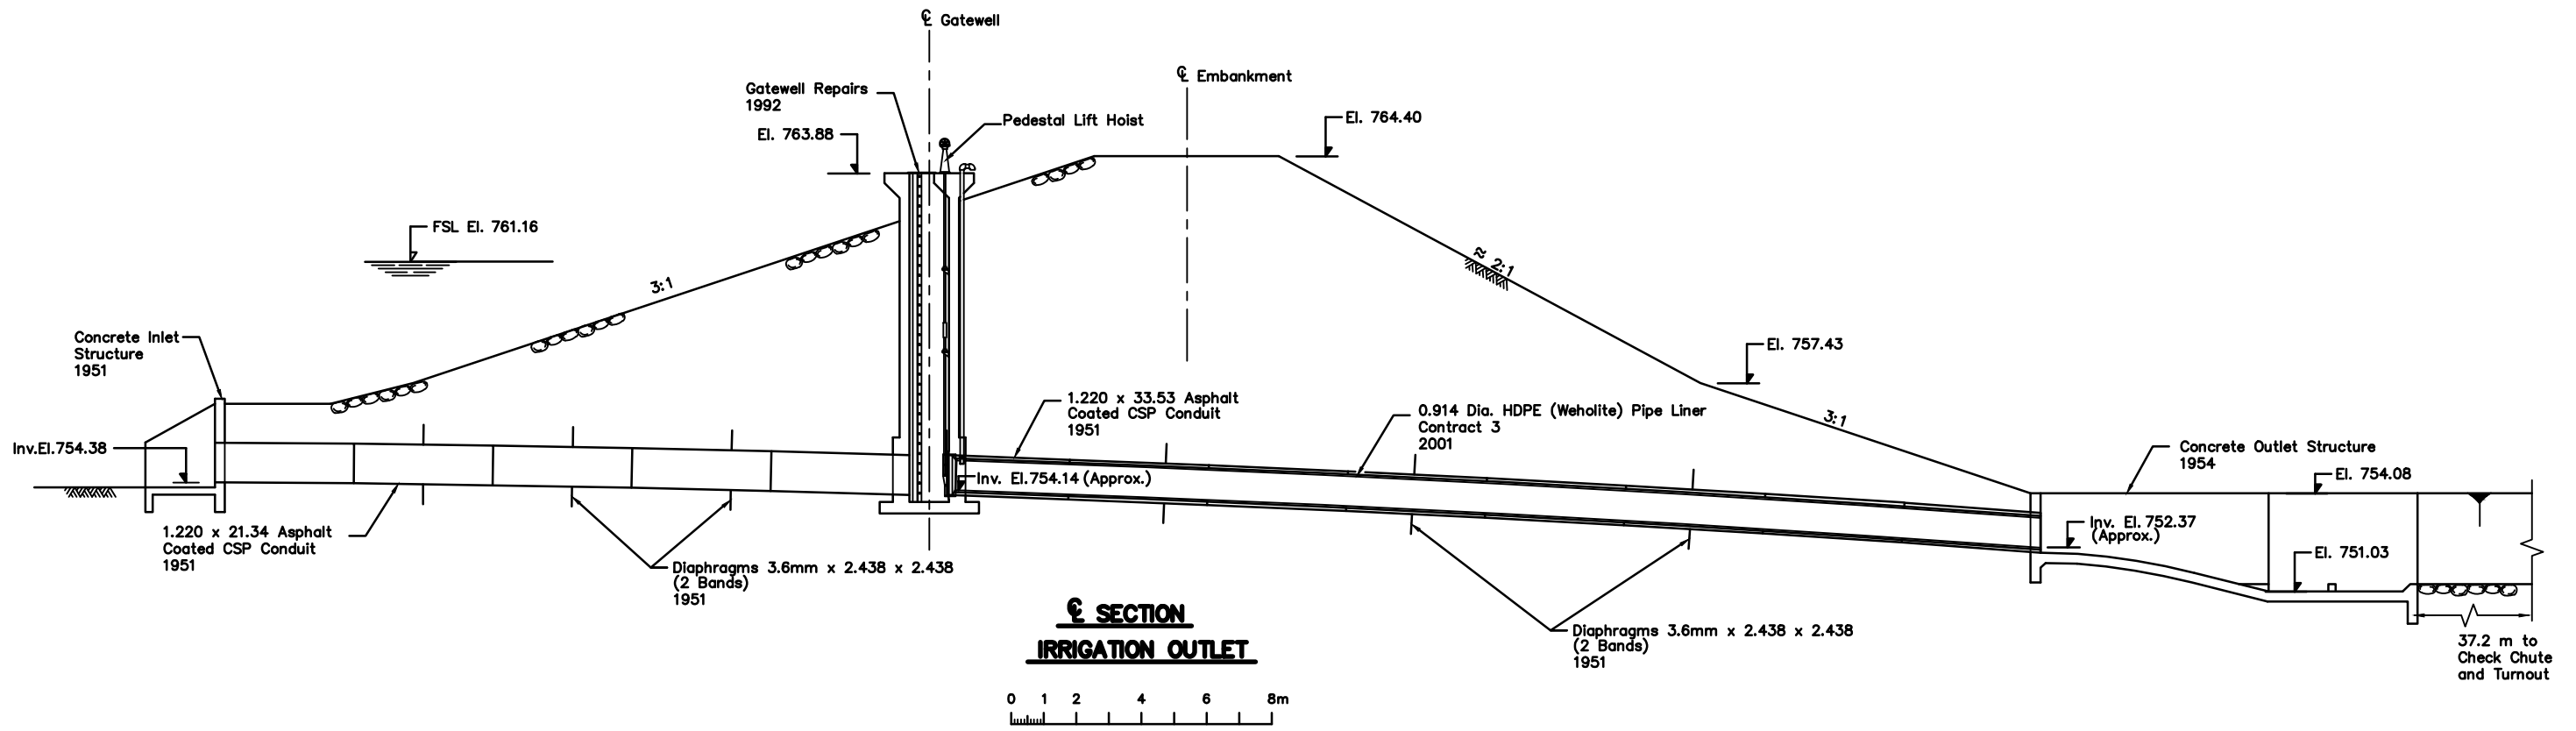 ℄ Gatewell
℄ Embankment
Gatewell Repairs
1992
Pedestal Lift Hoist
El. 764.40
El. 763.88
FSL El. 761.16
≈ 2:1
3:1
Concrete Inlet
Structure
1951
El. 757.43
1.220 x 33.53 Asphalt
Coated CSP Conduit
1951
0.914 Dia. HDPE (Weholite) Pipe Liner
Contract 3
2001
3:1
Inv.El.754.38
Concrete Outlet Structure
1954
El. 754.08
Inv. El.754.14 (Approx.)
1.220 x 21.34 Asphalt
Coated CSP Conduit
1951
Inv. El. 752.37
(Approx.)
El. 751.03
Diaphragms 3.6mm x 2.438 x 2.438
(2 Bands)
1951
℄ SECTION
IRRIGATION OUTLET
Diaphragms 3.6mm x 2.438 x 2.438
(2 Bands)
1951
37.2 m to
Check Chute
and Turnout
0 1 2 4 6 8m